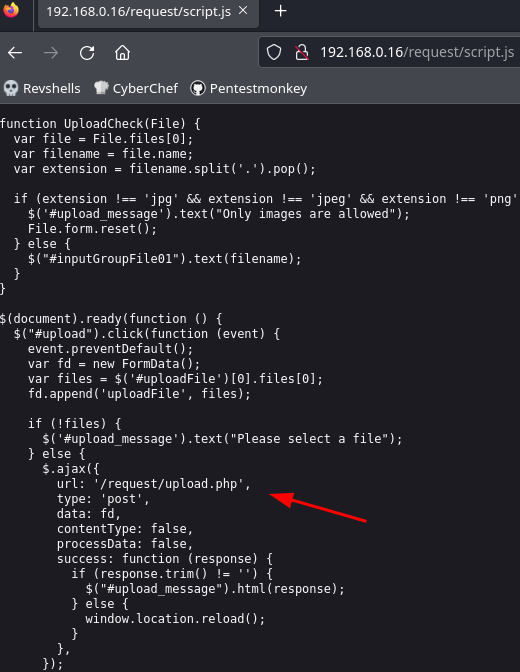 192.168.0.16/request/script.js
192.168.0.16/request/script.js
Revshells CyberChef Pentestmonkey
function UploadCheck(File) {
  var file = File.files[0];
  var filename = file.name;
  var extension = filename.split('.').pop();

  if (extension !== 'jpg' && extension !== 'jpeg' && extension !== 'png'
    $('#upload_message').text("Only images are allowed");
    File.form.reset();
  } else {
    $("#inputGroupFile01").text(filename);
  }
}

$(document).ready(function () {
  $("#upload").click(function (event) {
    event.preventDefault();
    var fd = new FormData();
    var files = $('#uploadFile')[0].files[0];
    fd.append('uploadFile', files);

    if (!files) {
      $('#upload_message').text("Please select a file");
    } else {
      $.ajax({
        url: '/request/upload.php',
        type: 'post',
        data: fd,
        contentType: false,
        processData: false,
        success: function (response) {
          if (response.trim() != '') {
            $("#upload_message").html(response);
          } else {
            window.location.reload();
          }
        },
      });